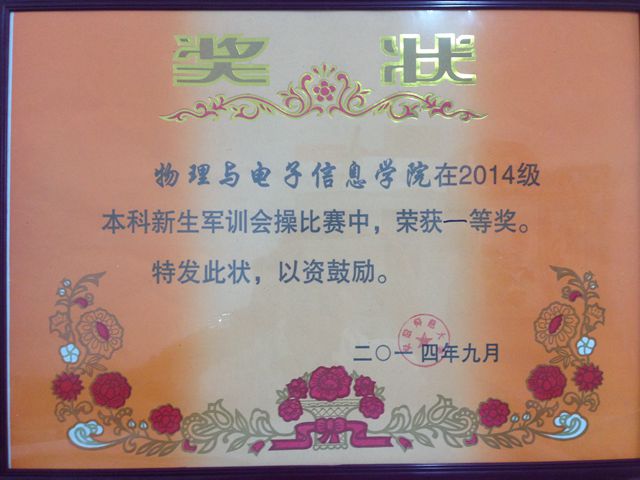 奖状
物理与电子信息学院在2014级
本科新生军训会操比赛中，荣获一等奖。
特发此状，以资鼓励。
二〇一四年九月